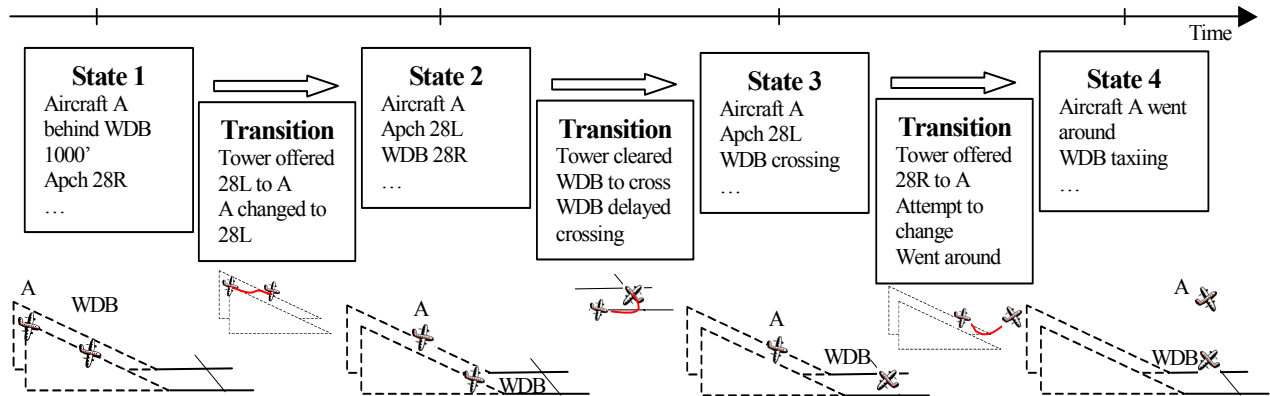 Time
State 1
Aircraft A
behind WDB
1000’
Apch 28R
…
Transition
Tower offered
28L to A
A changed to
28L
State 2
Aircraft A
Apch 28L
WDB 28R
…
Transition
Tower cleared
WDB to cross
WDB delayed
crossing
State 3
Aircraft A
Apch 28L
WDB crossing
…
Transition
Tower offered
28R to A
Attempt to
change
Went around
State 4
Aircraft A went
around
WDB taxiing
…
A
WDB
A
WDB
A
WDB
A
WDB